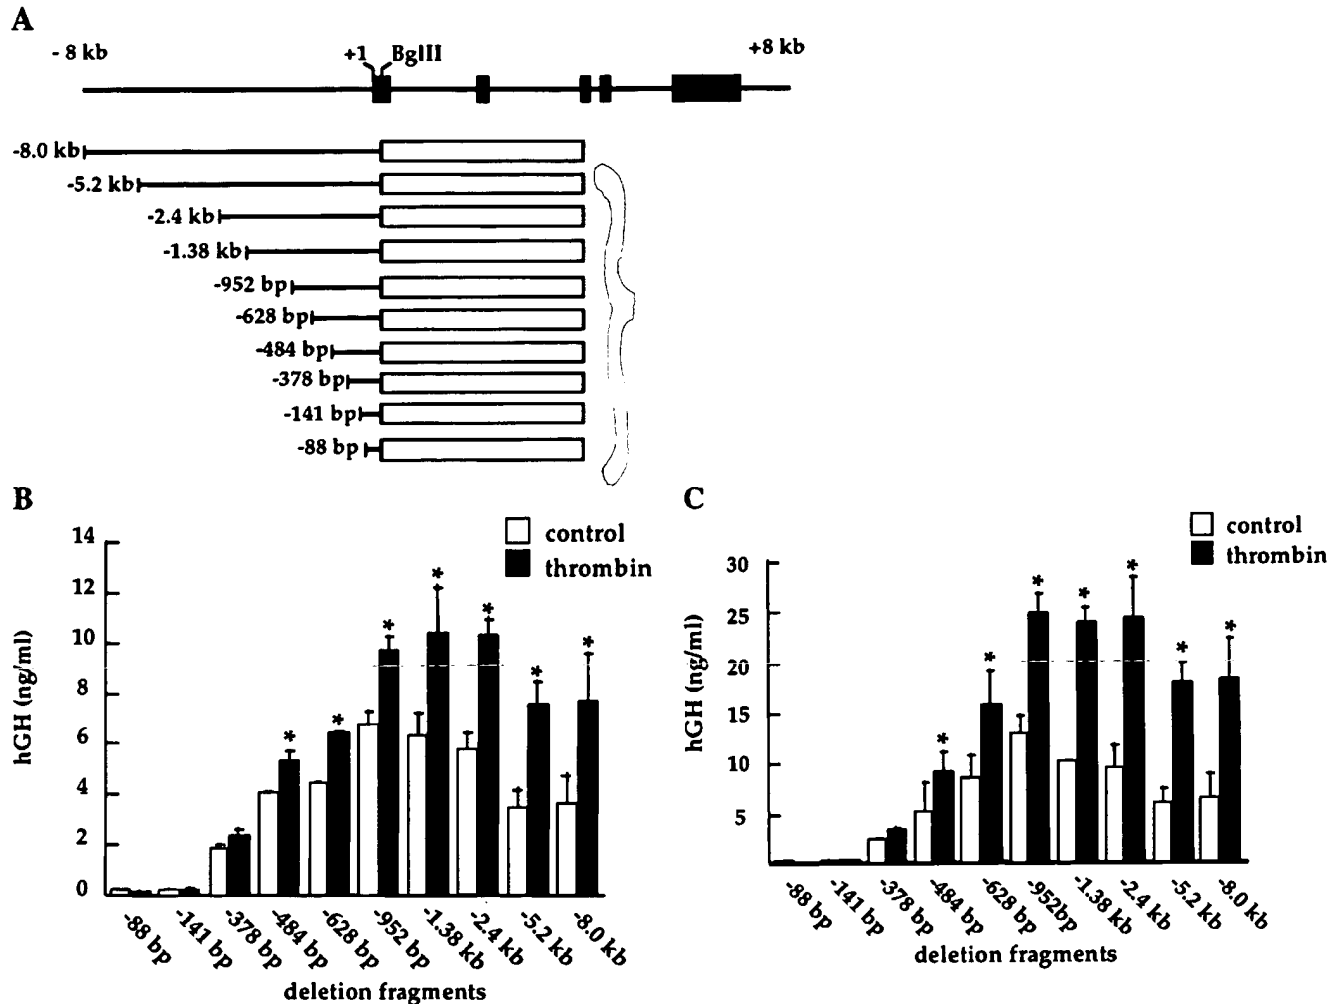 A
- 8 kb
+1
BglII
+8 kb
-8.0 kb
-5.2 kb
-2.4 kb
-1.38 kb
-952 bp
-628 bp
-484 bp
-378 bp
-141 bp
-88 bp
B
control
thrombin
hGH (ng/ml)
14
12
10
8
6
4
2
0
*
*
*
*
*
*
*
-88 bp
-141 bp
-378 bp
-484 bp
-628 bp
-952 bp
-1.38 kb
-2.4 kb
-5.2 kb
-8.0 kb
deletion fragments
C
control
thrombin
hGH (ng/ml)
30
25
20
15
10
5
*
*
*
*
*
*
*
-88 bp
-141 bp
-378 bp
-484 bp
-628 bp
-952bp
-1.38 kb
-2.4 kb
-5.2 kb
-8.0 kb
deletion fragments